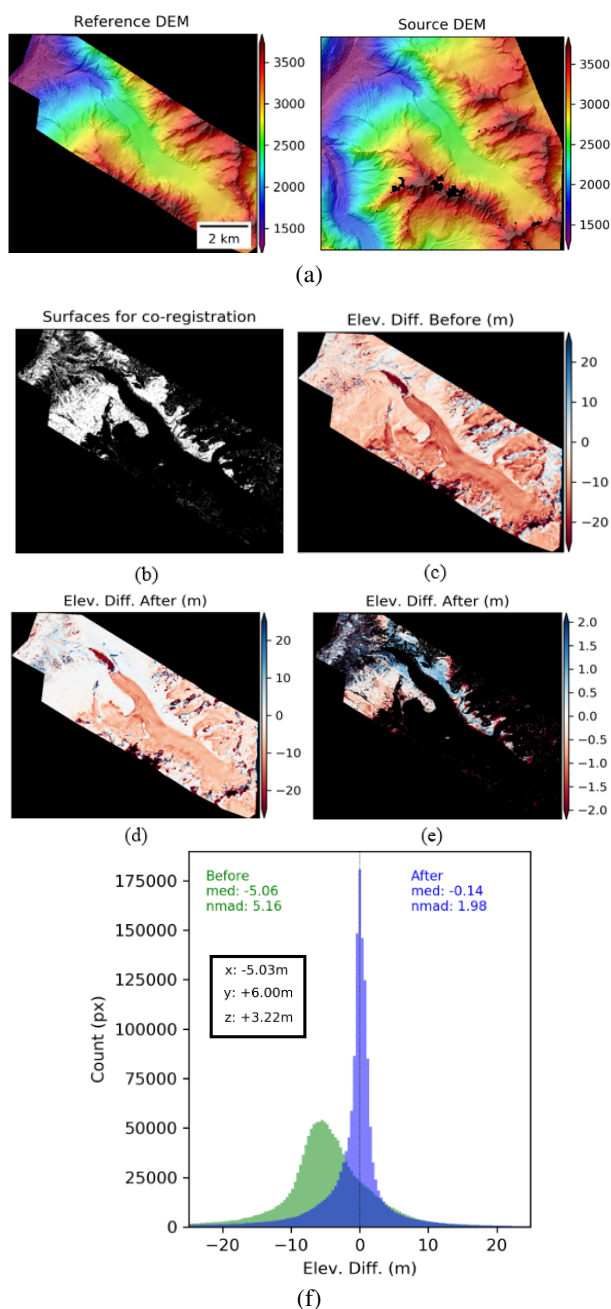 Reference DEM
Source DEM
3500
3000
2500
2000
1500
2 km
3500
3000
2500
2000
1500
(a)
Surfaces for co-registration
Elev. Diff. Before (m)
20
10
0
−10
−20
(b)
(c)
Elev. Diff. After (m)
Elev. Diff. After (m)
20
10
0
−10
−20
2.0
1.5
1.0
0.5
0.0
−0.5
−1.0
−1.5
−2.0
(d)
(e)
Before
med: -5.06
nmad: 5.16
After
med: -0.14
nmad: 1.98
x: -5.03m
y: +6.00m
z: +3.22m
175000
150000
125000
100000
75000
50000
25000
0
Count (px)
−20
−10
0
10
20
Elev. Diff. (m)
(f)